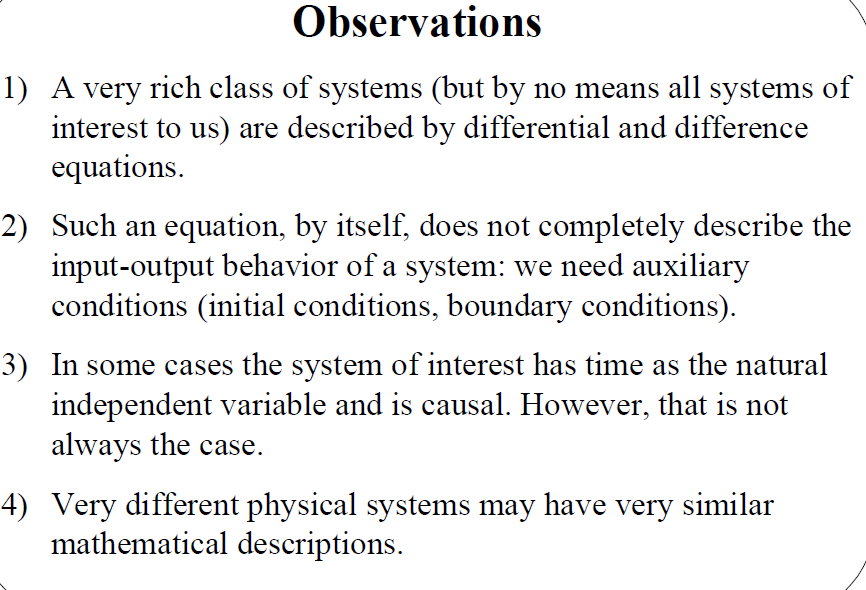 Observations
1) A very rich class of systems (but by no means all systems of
interest to us) are described by differential and difference
equations.
2) Such an equation, by itself, does not completely describe the
input-output behavior of a system: we need auxiliary
conditions (initial conditions, boundary conditions).
3) In some cases the system of interest has time as the natural
independent variable and is causal. However, that is not
always the case.
4) Very different physical systems may have very similar
mathematical descriptions.